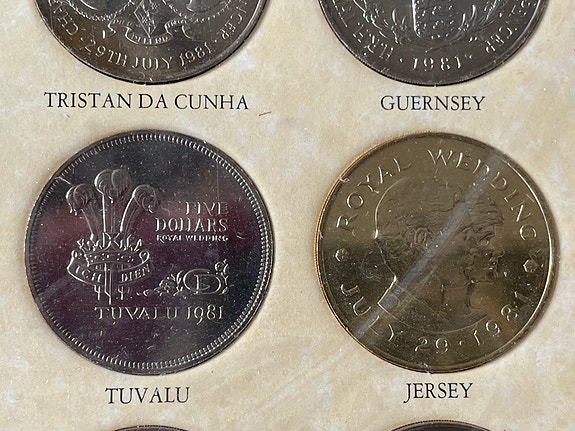 · 29TH JULY 1981 ·
SPENCER
· 1981 ·
TRISTAN DA CUNHA
GUERNSEY
FIVE
DOLLARS
ROYAL WEDDING
ICH DIEN
TUVALU 1981
ROYAL WEDDING
JULY 29 · 1981
TUVALU
JERSEY